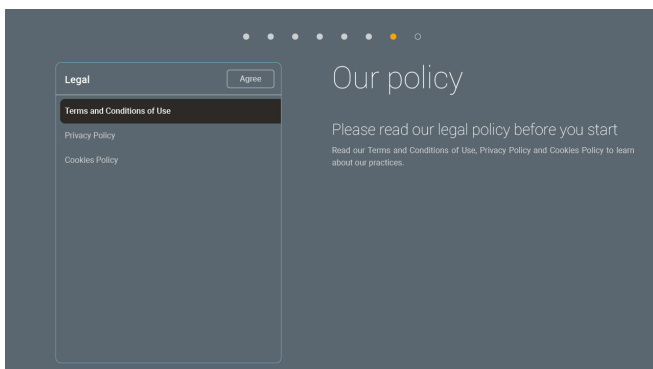 Legal
Agree
Terms and Conditions of Use
Privacy Policy
Cookies Policy
Our policy
Please read our legal policy before you start
Read our Terms and Conditions of Use, Privacy Policy and Cookies Policy to learn
about our practices.